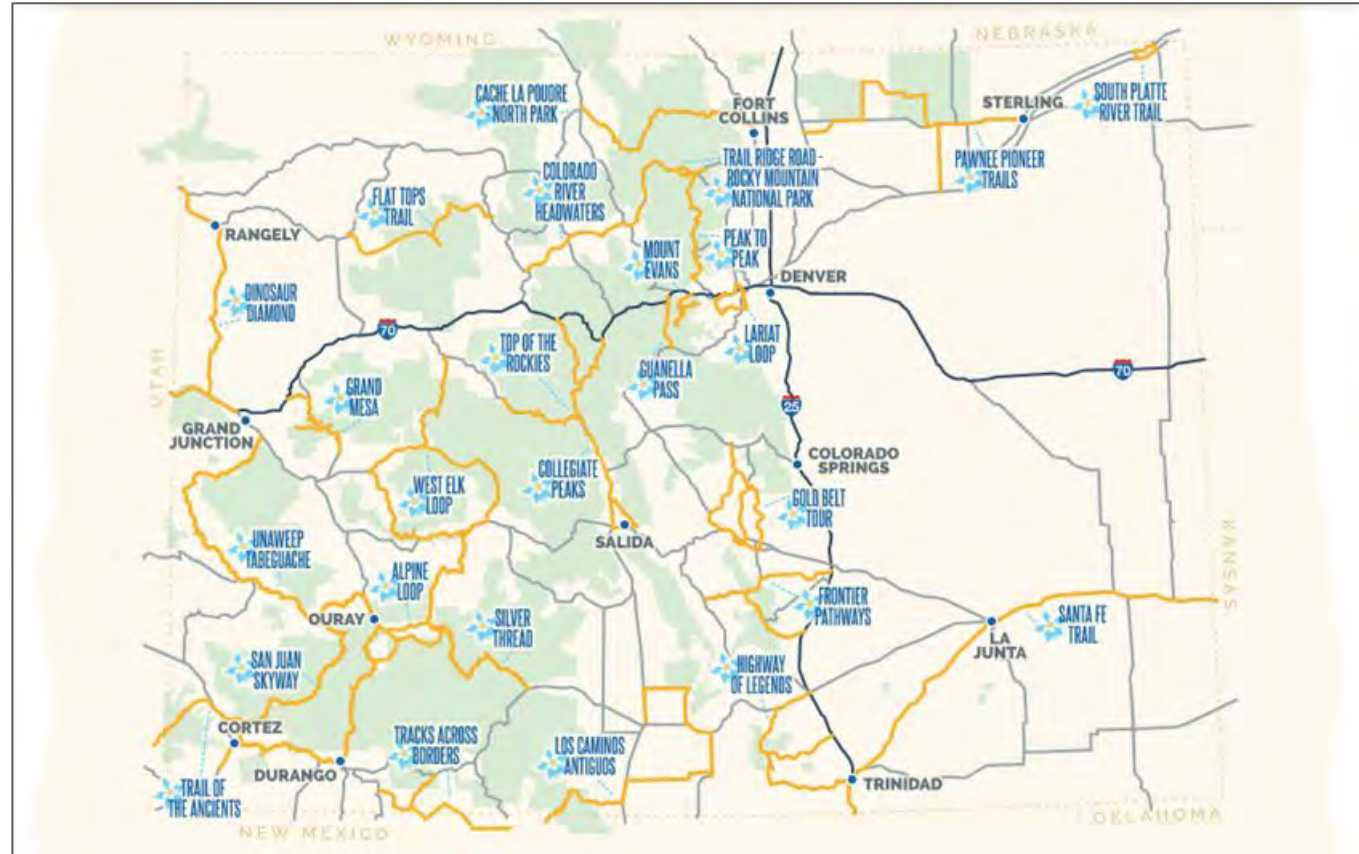 WYOMING
NEBRASKA
CACHE LA POUDRE
NORTH PARK
FORT
COLLINS
STERLING
SOUTH PLATTE
RIVER TRAIL
PAWNEE PIONEER
TRAILS
TRAIL RIDGE ROAD -
ROCKY MOUNTAIN
NATIONAL PARK
COLORADO
RIVER
HEADWATERS
FLAT TOPS
TRAIL
RANGELY
MOUNT
EVANS
PEAK TO
PEAK
DENVER
DINOSAUR
DIAMOND
70
TOP OF THE
ROCKIES
LARIAT
LOOP
GUANELLA
PASS
70
UTAH
GRAND
MESA
25
GRAND
JUNCTION
COLORADO
SPRINGS
WEST ELK
LOOP
COLLEGIATE
PEAKS
GOLD BELT
TOUR
SALIDA
KANSAS
UNAWEEP
TABEGUACHE
ALPINE
LOOP
OURAY
SILVER
THREAD
FRONTIER
PATHWAYS
LA
JUNTA
SANTA FE
TRAIL
SAN JUAN
SKYWAY
HIGHWAY
OF LEGENDS
CORTEZ
TRACKS ACROSS
BORDERS
LOS CAMINOS
ANTIGUOS
DURANGO
TRINIDAD
TRAIL OF
THE ANCIENTS
NEW MEXICO
OKLAHOMA